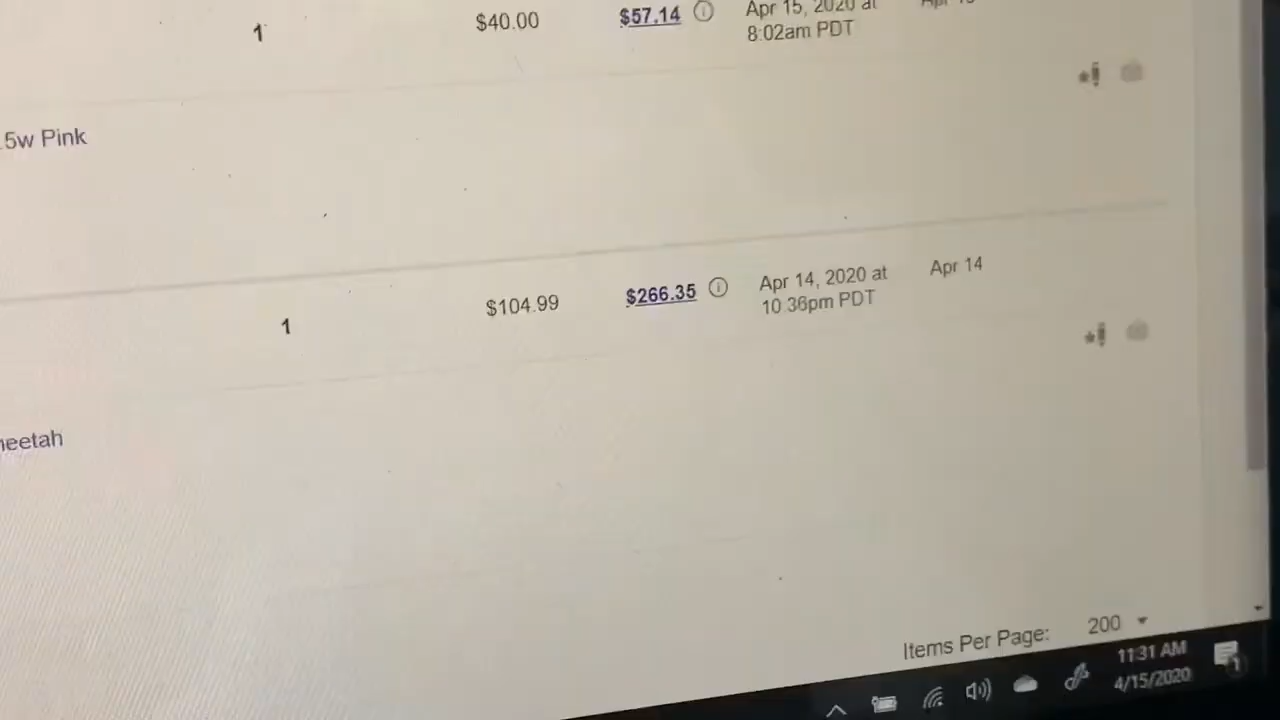 1 $40.00 $57.14 Apr 15, 2020 at
8:02am PDT
5w Pink
1 $104.99 $266.35 Apr 14, 2020 at Apr 14
10:36pm PDT
heetah
Items Per Page: 200
11:31 AM
4/15/2020
1